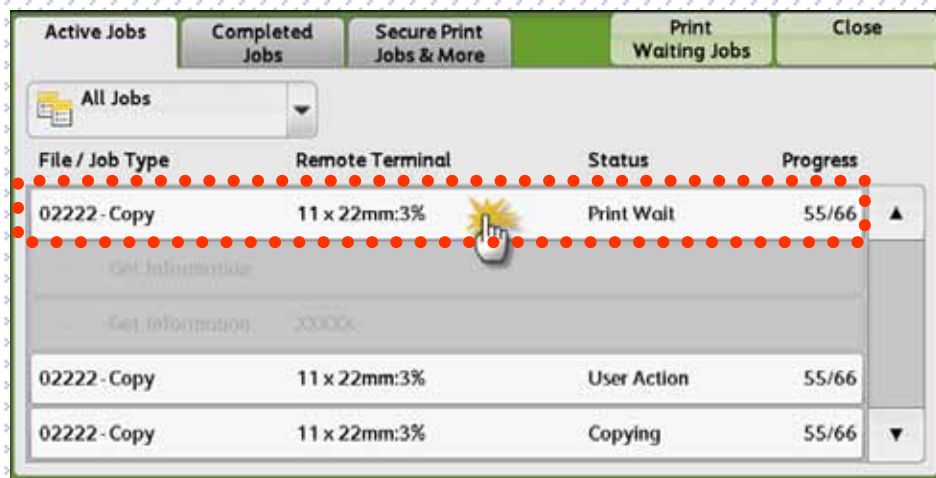 Active Jobs
Completed
Jobs
Secure Print
Jobs & More
Print
Waiting Jobs
Close
All Jobs
File / Job Type Remote Terminal Status Progress
02222 - Copy 11 x 22mm:3% Print Wait 55/66
- Get Information
- Get Information XXXXX
02222 - Copy 11 x 22mm:3% User Action 55/66
02222 - Copy 11 x 22mm:3% Copying 55/66